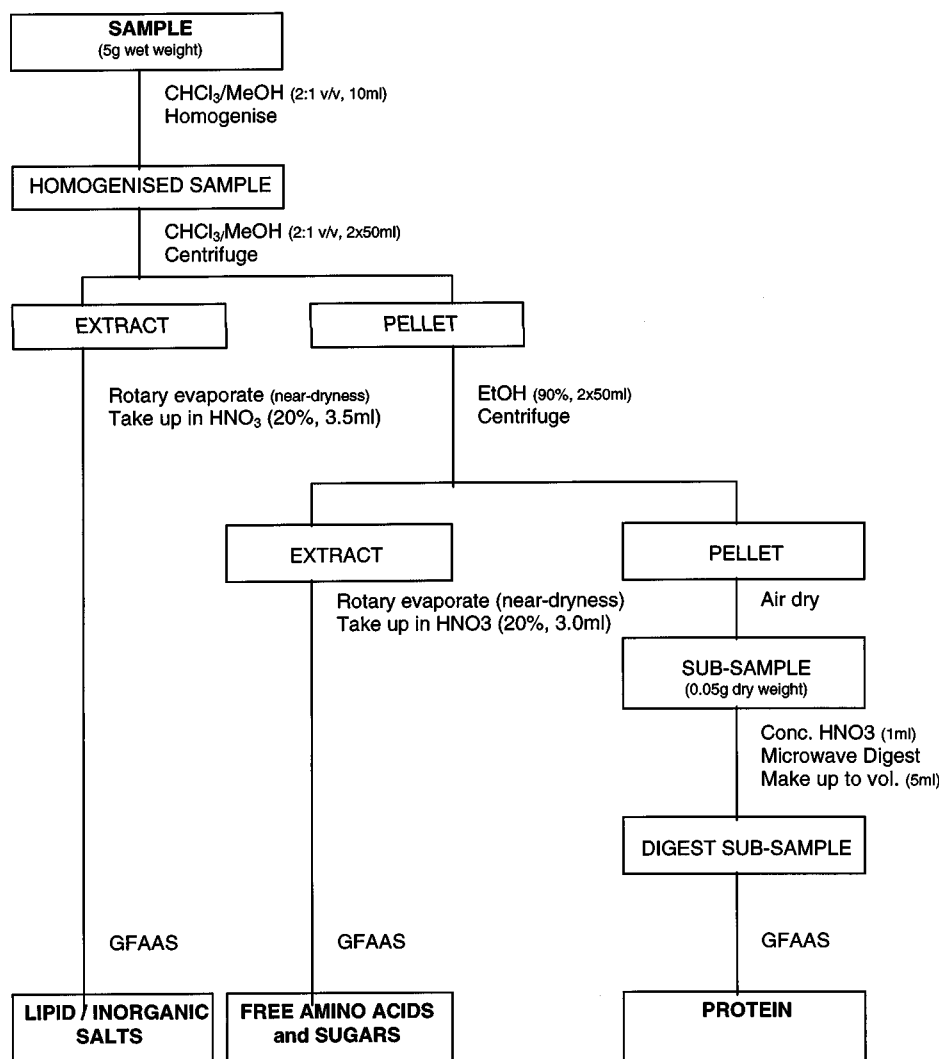 SAMPLE
(5g wet weight)
CHCl₃/MeOH (2:1 v/v, 10ml)
Homogenise
HOMOGENISED SAMPLE
CHCl₃/MeOH (2:1 v/v, 2x50ml)
Centrifuge
EXTRACT
PELLET
Rotary evaporate (near-dryness)
Take up in HNO₃ (20%, 3.5ml)
EtOH (90%, 2x50ml)
Centrifuge
EXTRACT
PELLET
Rotary evaporate (near-dryness)
Take up in HNO3 (20%, 3.0ml)
Air dry
SUB-SAMPLE
(0.05g dry weight)
Conc. HNO3 (1ml)
Microwave Digest
Make up to vol. (5ml)
DIGEST SUB-SAMPLE
GFAAS
GFAAS
GFAAS
LIPID / INORGANIC
SALTS
FREE AMINO ACIDS
and SUGARS
PROTEIN